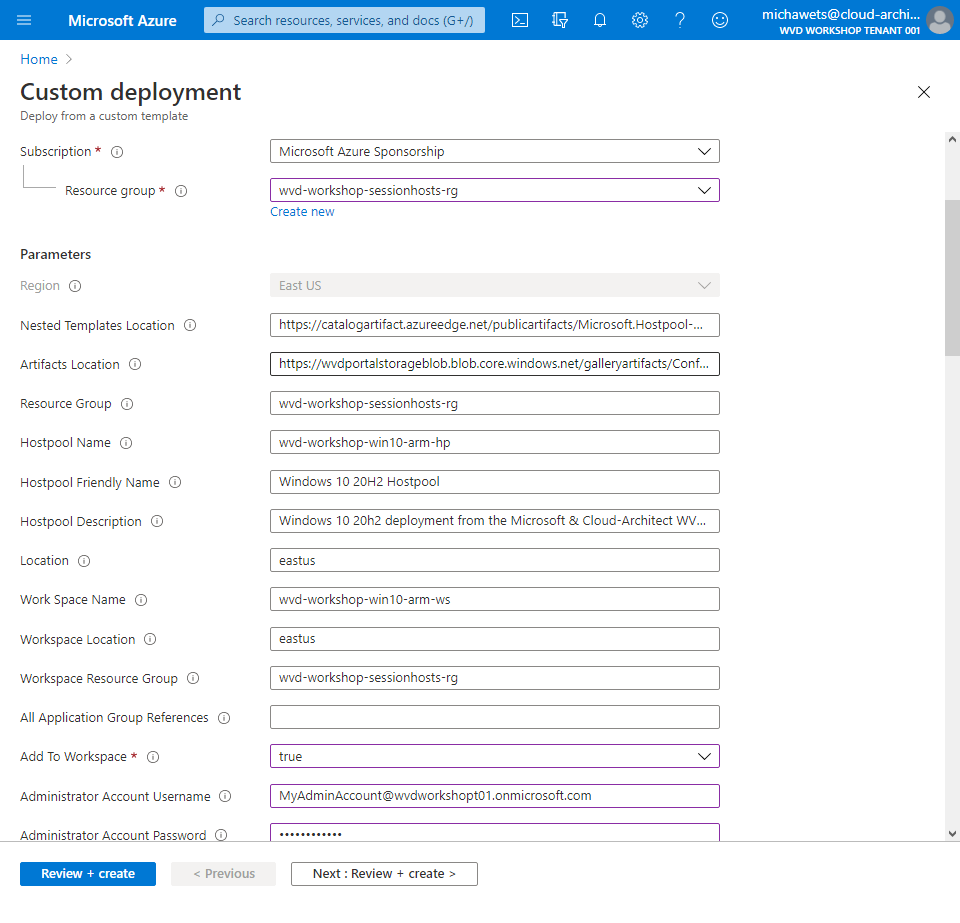 Microsoft Azure
Search resources, services, and docs (G+/)
michawets@cloud-archi...
WVD WORKSHOP TENANT 001
Home >
Custom deployment
Deploy from a custom template
Subscription * Microsoft Azure Sponsorship
Resource group * wvd-workshop-sessionhosts-rg
Create new
Parameters
Region East US
Nested Templates Location https://catalogartifact.azureedge.net/publicartifacts/Microsoft.Hostpool-...
Artifacts Location https://wvdportalstorageblob.blob.core.windows.net/galleryartifacts/Conf...
Resource Group wvd-workshop-sessionhosts-rg
Hostpool Name wvd-workshop-win10-arm-hp
Hostpool Friendly Name Windows 10 20H2 Hostpool
Hostpool Description Windows 10 20h2 deployment from the Microsoft & Cloud-Architect WV...
Location eastus
Work Space Name wvd-workshop-win10-arm-ws
Workspace Location eastus
Workspace Resource Group wvd-workshop-sessionhosts-rg
All Application Group References
Add To Workspace * true
Administrator Account Username MyAdminAccount@wvdworkshopt01.onmicrosoft.com
Administrator Account Password ••••••••••••
Review + create < Previous Next : Review + create >